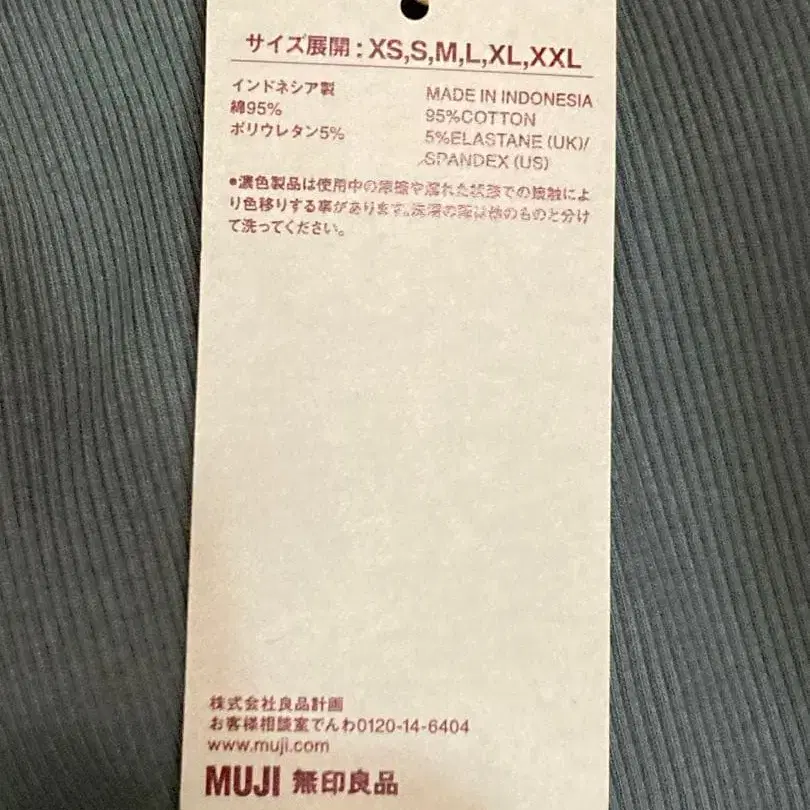 サイズ展開：XS,S,M,L,XL,XXL
インドネシア製
綿95%
ポリウレタン5%
MADE IN INDONESIA
95%COTTON
5%ELASTANE (UK)/
SPANDEX (US)
●濃色製品は使用中の摩擦や濡れた状態での接触によ
り色移りする事があります。洗濯の際は他のものと分け
て洗ってください。
株式会社良品計画
お客様相談室でんわ0120-14-6404
www.muji.com
MUJI 無印良品